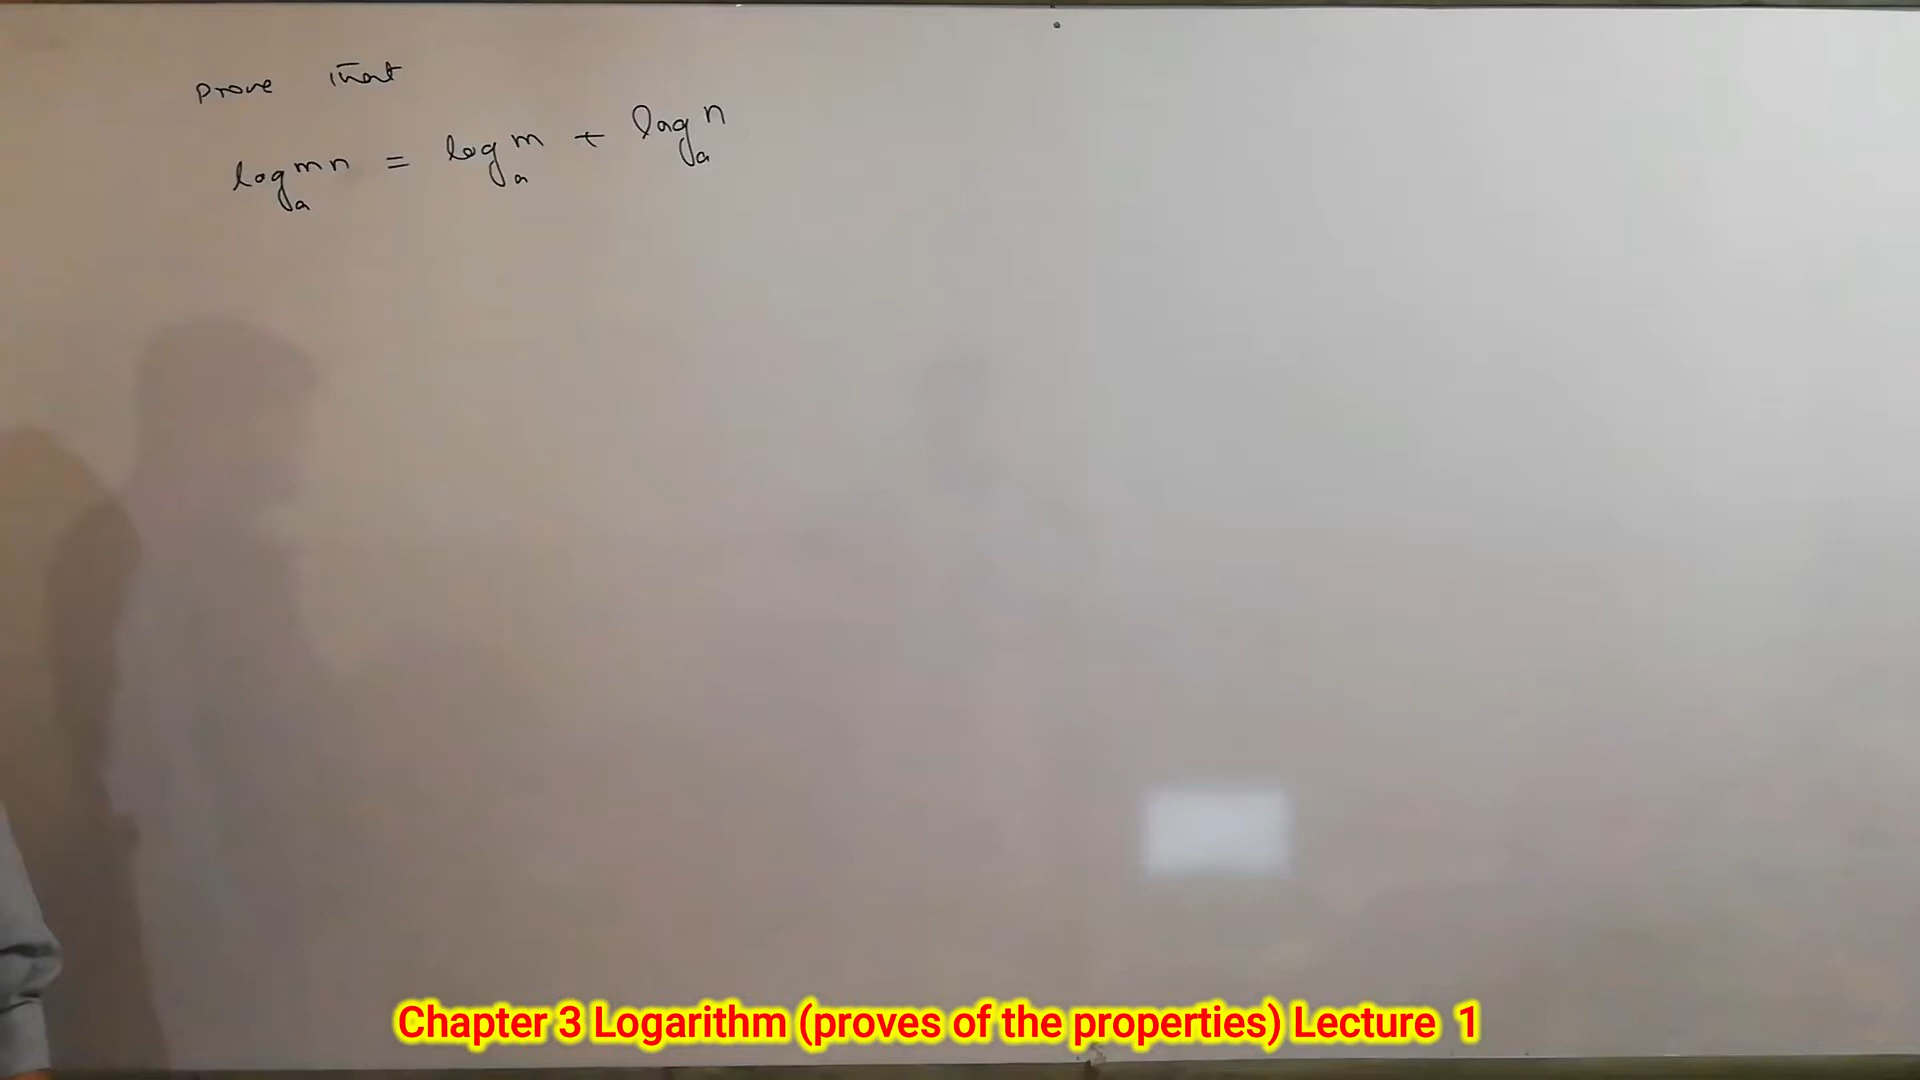 prove that
log_a mn = log_a m + log_a n
Chapter 3 Logarithm (proves of the properties) Lecture 1